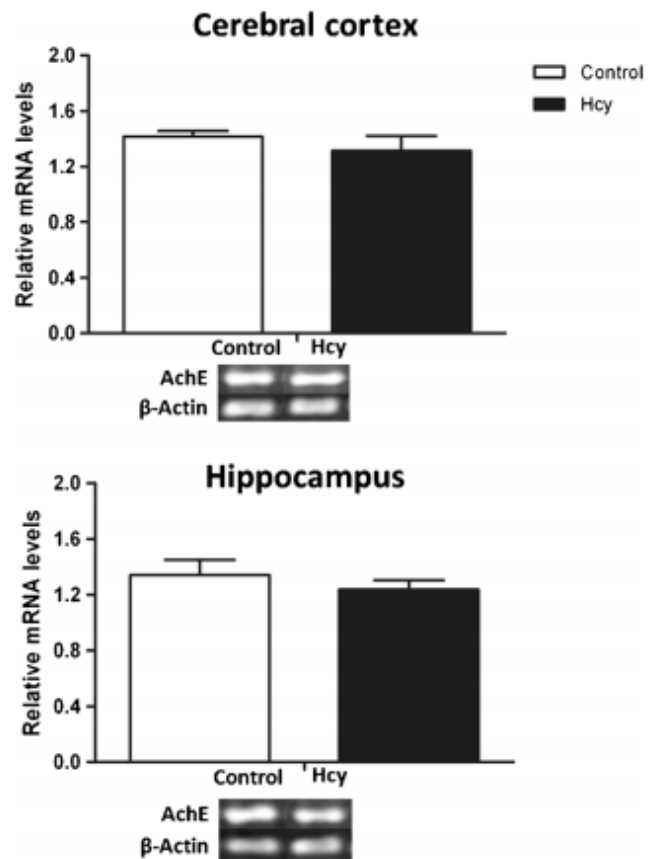 Cerebral cortex
Relative mRNA levels
2.0
1.6
1.2
0.8
0.4
0.0
Control
Hcy
Control Hcy
AchE
β-Actin
Hippocampus
Relative mRNA levels
2.0
1.6
1.2
0.8
0.4
0.0
Control Hcy
AchE
β-Actin